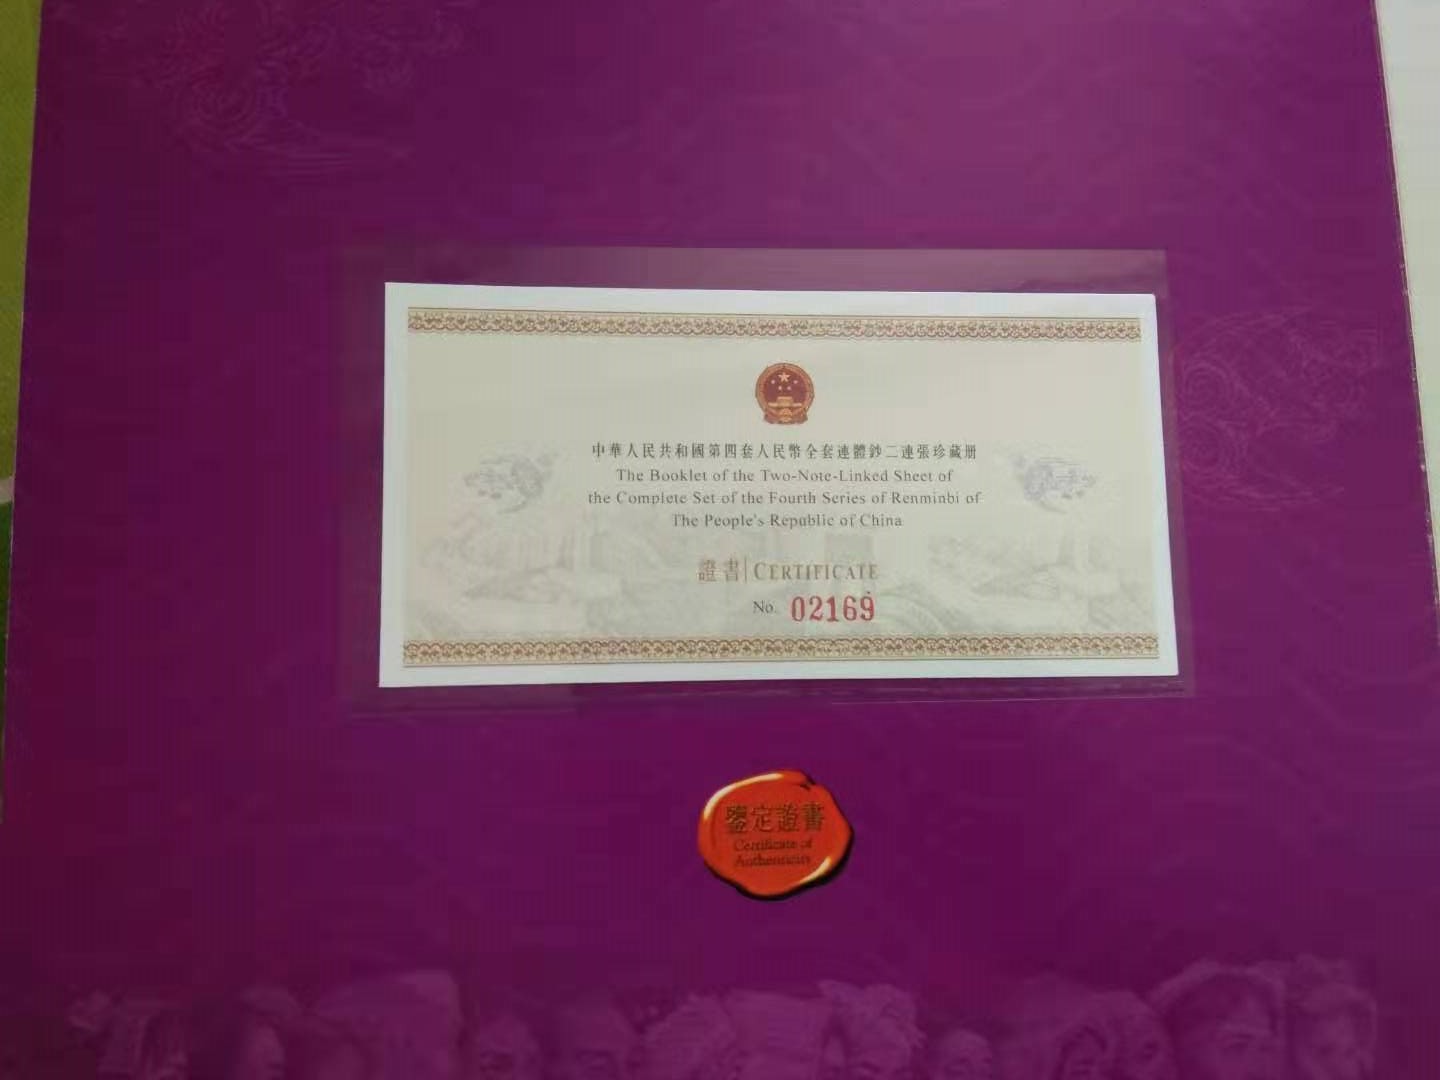 中華人民共和國第四套人民幣全套連體鈔二連張珍藏册
The Booklet of the Two-Note-Linked Sheet of
the Complete Set of the Fourth Series of Renminbi of
The People's Republic of China
證書 | CERTIFICATE
No. 02169
鑒定證書
Certificate of
Authenticity